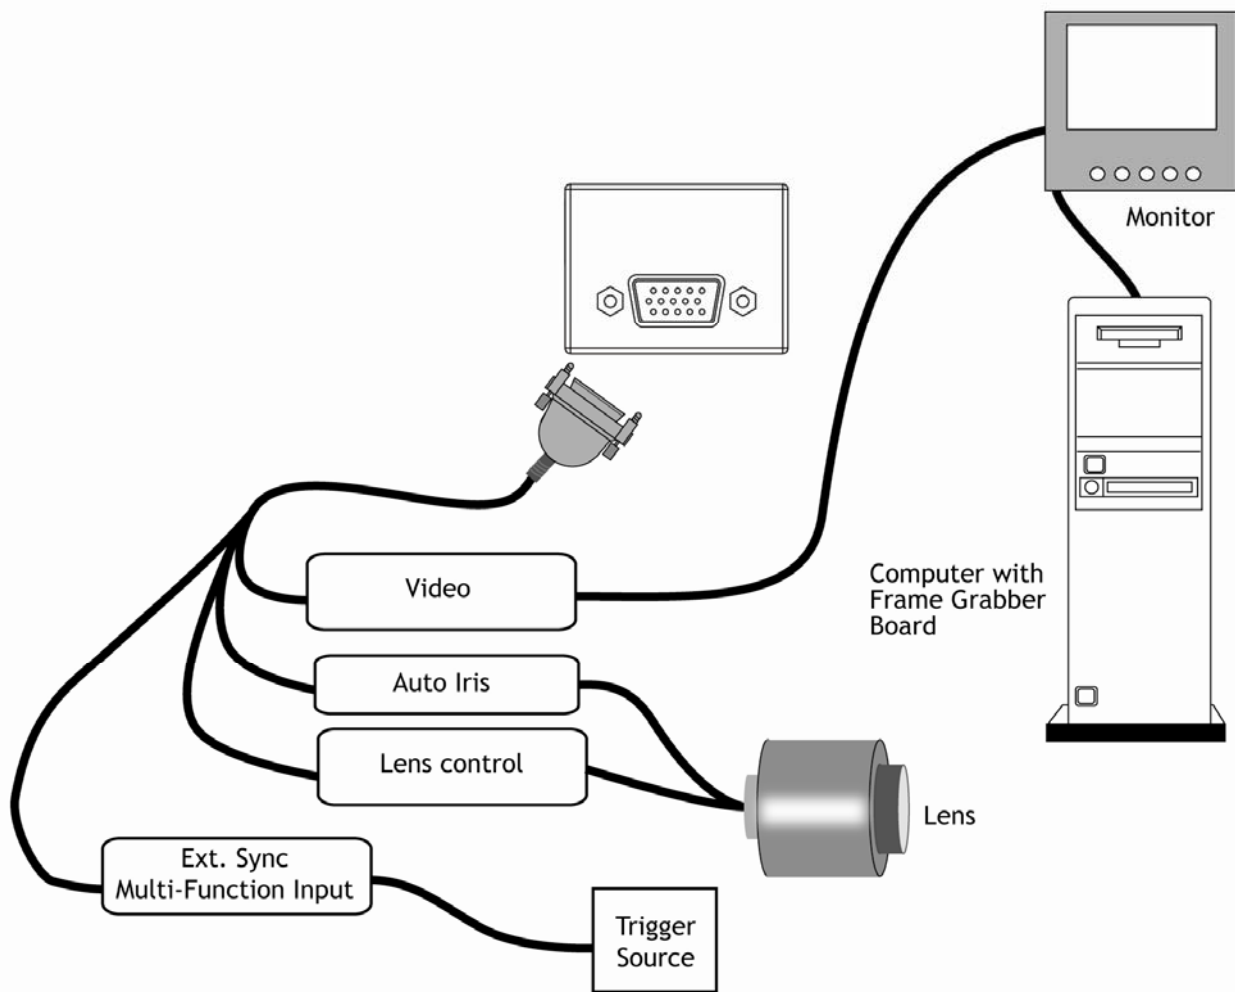 Monitor
Video
Computer with
Frame Grabber
Board
Auto Iris
Lens control
Lens
Ext. Sync
Multi-Function Input
Trigger
Source